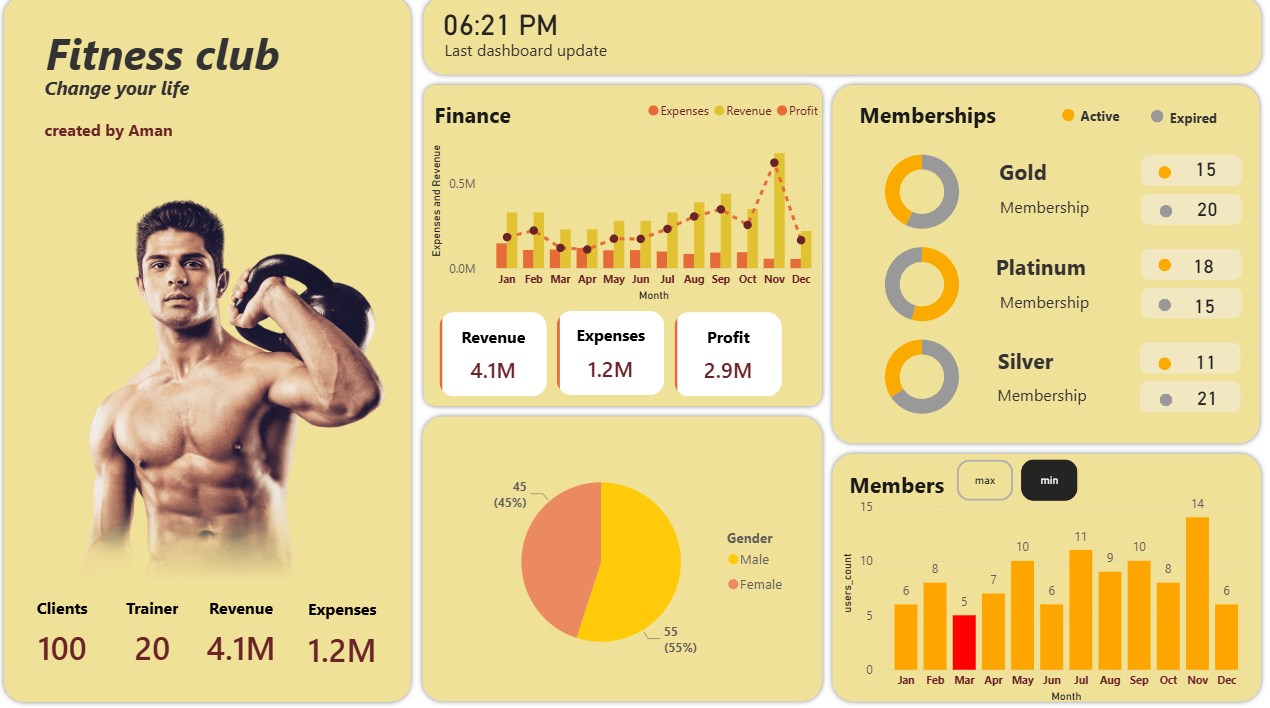 Fitness club
Change your life
created by Aman
Clients Trainer Revenue Expenses
100 20 4.1M 1.2M
06:21 PM
Last dashboard update
Finance
Expenses Revenue Profit
Expenses and Revenue
0.5M
0.0M
Jan Feb Mar Apr May Jun Jul Aug Sep Oct Nov Dec
Month
Revenue Expenses Profit
4.1M 1.2M 2.9M
Memberships
Active Expired
Gold 15
Membership 20
Platinum 18
Membership 15
Silver 11
Membership 21
45
(45%)
55
(55%)
Gender
Male
Female
Members
max min
users_count
15
10
5
0
6 8 5 7 10 6 11 9 10 8 14 6
Jan Feb Mar Apr May Jun Jul Aug Sep Oct Nov Dec
Month